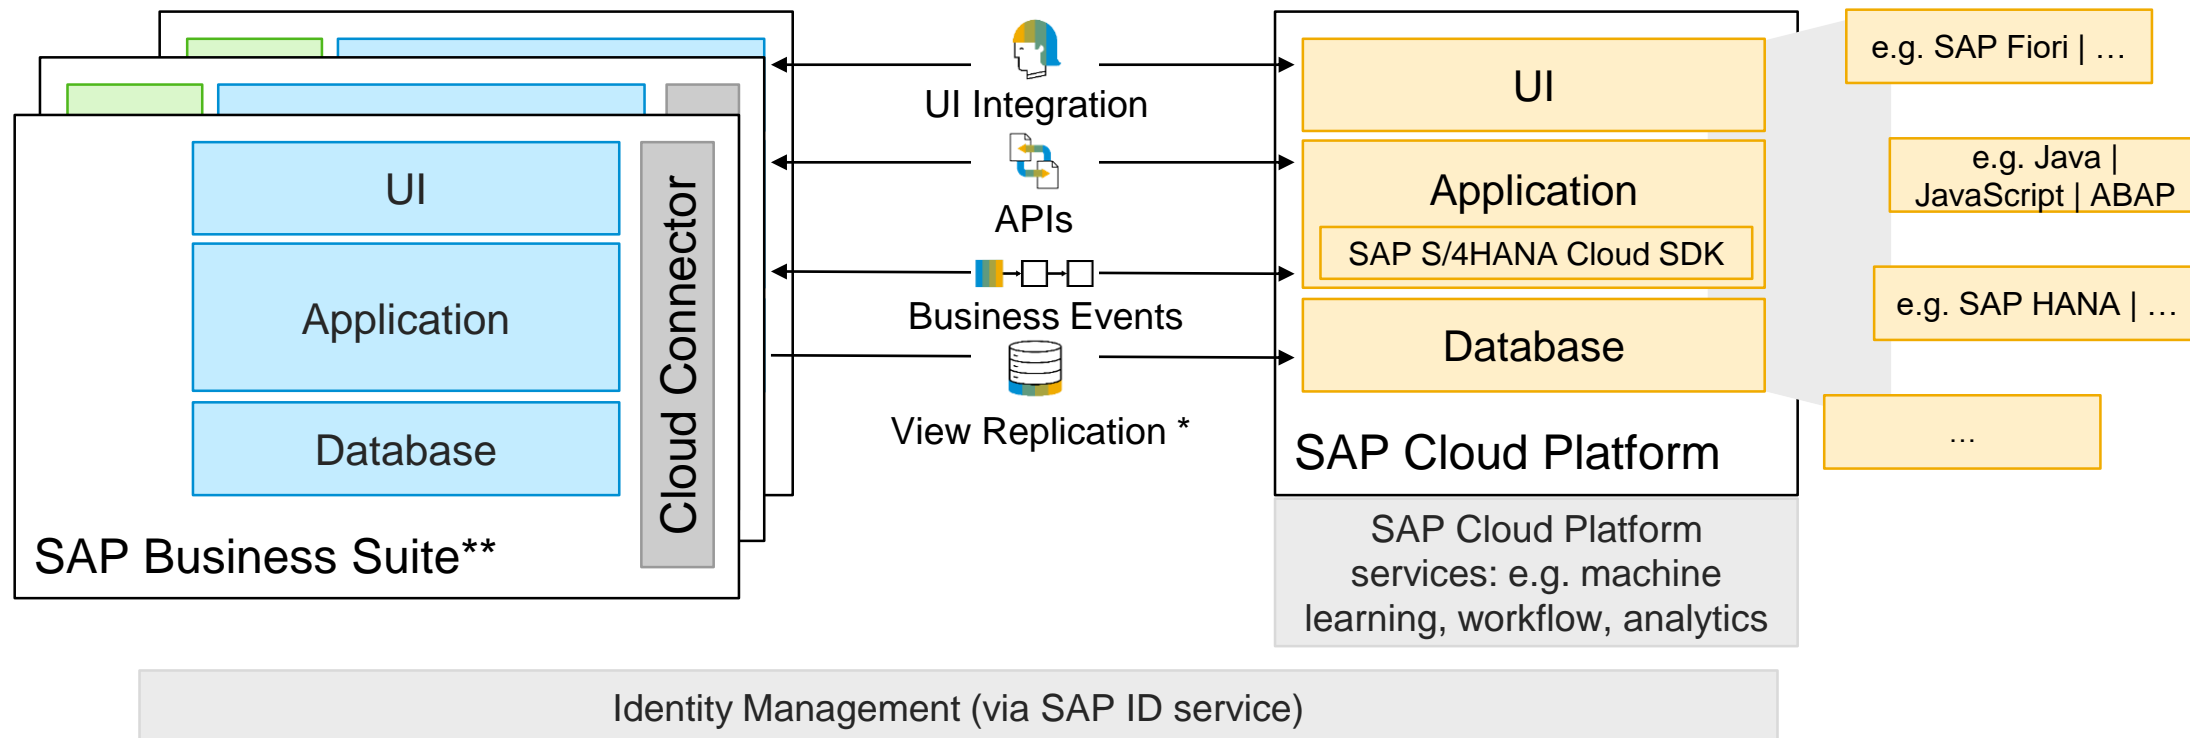 UI
Application
Database
Cloud Connector
SAP Business Suite**
UI Integration
APIs
Business Events
View Replication *
UI
Application
SAP S/4HANA Cloud SDK
Database
SAP Cloud Platform
SAP Cloud Platform
services: e.g. machine
learning, workflow, analytics
e.g. SAP Fiori | …
e.g. Java |
JavaScript | ABAP
e.g. SAP HANA | …
…
Identity Management (via SAP ID service)